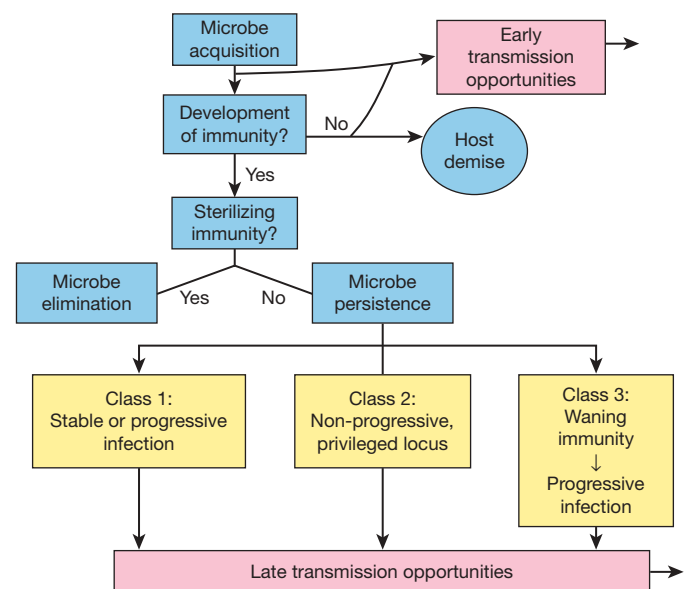 Microbe
acquisition
Early
transmission
opportunities
Development
of immunity?
No
Host
demise
Yes
Sterilizing
immunity?
Microbe
elimination
Yes
No
Microbe
persistence
Class 1:
Stable or progressive
infection
Class 2:
Non-progressive,
privileged locus
Class 3:
Waning
immunity
↓
Progressive
infection
Late transmission opportunities